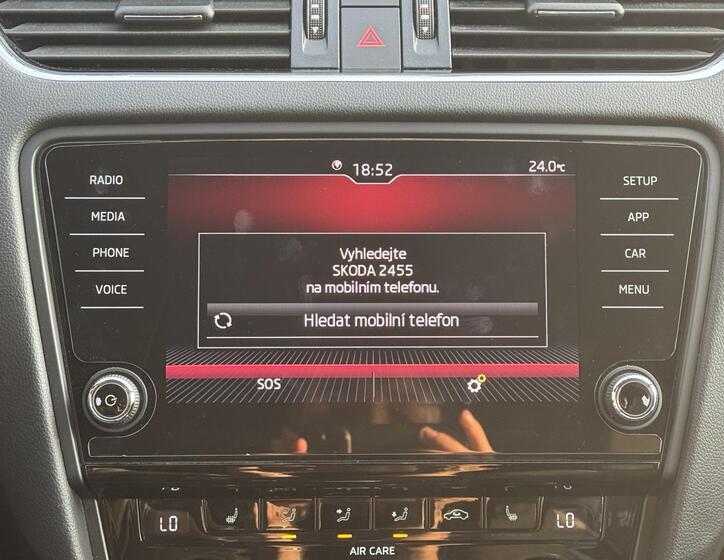 18:52
24.0°C
RADIO
MEDIA
PHONE
VOICE
Vyhledejte
SKODA 2455
na mobilním telefonu.
Hledat mobilní telefon
SOS
SETUP
APP
CAR
MENU
LO
LO
AIR CARE